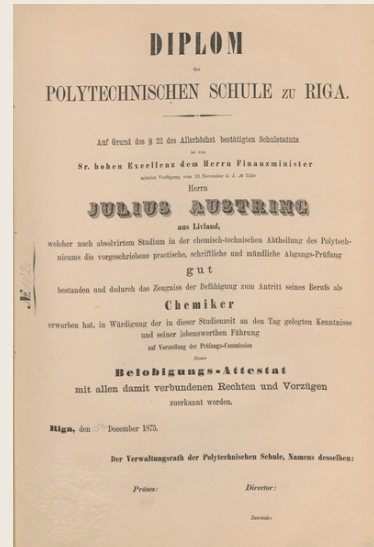 DIPLOM
der
POLYTECHNISCHEN SCHULE ZU RIGA.
Auf Grund des § 22 des Allerhöchst bestätigten Schulstatuts
ist von
Sr. hohen Excellenz dem Herrn Finanzminister
mittelst Verfügung vom 13. November d. J. №
Herrn
JULIUS AUSTRING
aus Livland,
welcher nach absolvirtem Studium in der chemisch-technischen Abtheilung des Polytech-
nicums die vorgeschriebene practische, schriftliche und mündliche Abgangs-Prüfung
gut
bestanden und dadurch das Zeugniss der Befähigung zum Antritt seines Berufs als
Chemiker
erworben hat, in Würdigung der in dieser Studienzeit an den Tag gelegten Kenntnisse
und seiner lobenswerthen Führung
auf Vorstellung der Prüfungs-Commission
dieses
Belobigungs-Attestat
mit allen damit verbundenen Rechten und Vorzügen
zuerkannt worden.
№
Riga, den December 1875.
Der Verwaltungsrath der Polytechnischen Schule, Namens desselben:
Präses: Director:
Secretair: